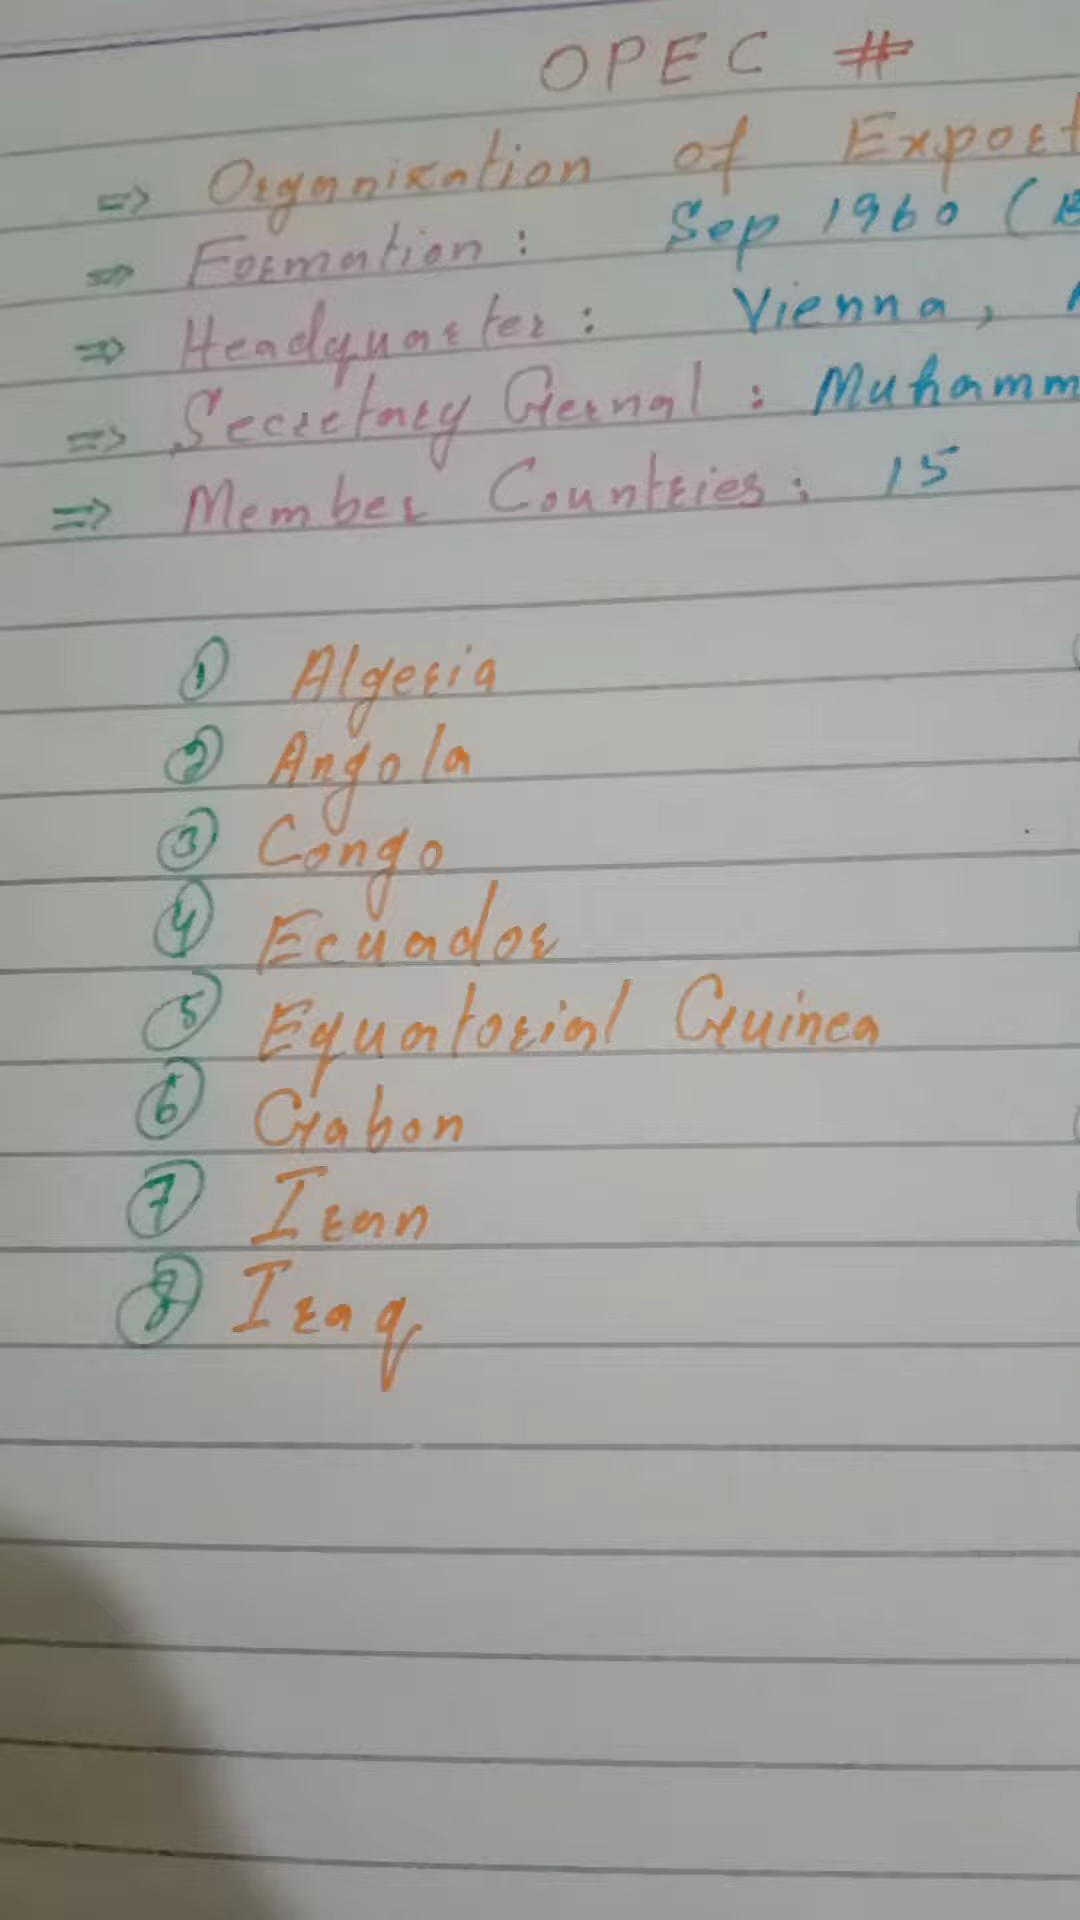 OPEC #
=> Organization of Export
=> Formation : Sep 1960 (B
=> Headquarter : Vienna,
=> Secretary Gernal : Muhamm
=> Member Countries : 15
① Algeria
② Angola
③ Congo
④ Ecuador
⑤ Equatorial Guinea
⑥ Gabon
⑦ Iran
⑧ Iraq